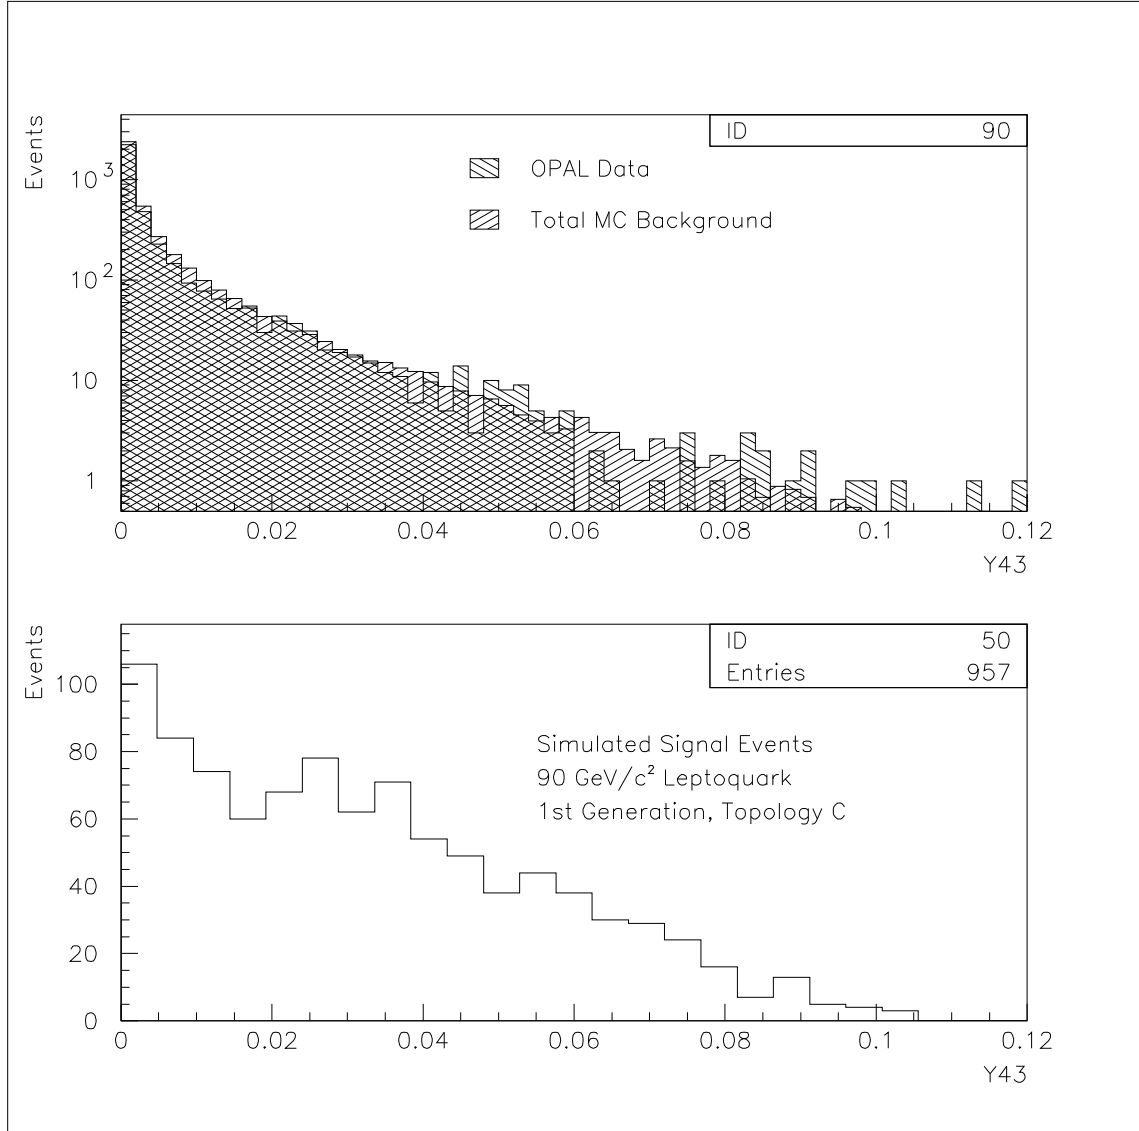 Events
ID 90
OPAL Data
Total MC Background
10³
10²
10
1
0 0.02 0.04 0.06 0.08 0.1 0.12
Y43
Events
ID 50
Entries 957
Simulated Signal Events
90 GeV/c² Leptoquark
1st Generation, Topology C
100
80
60
40
20
0
0 0.02 0.04 0.06 0.08 0.1 0.12
Y43